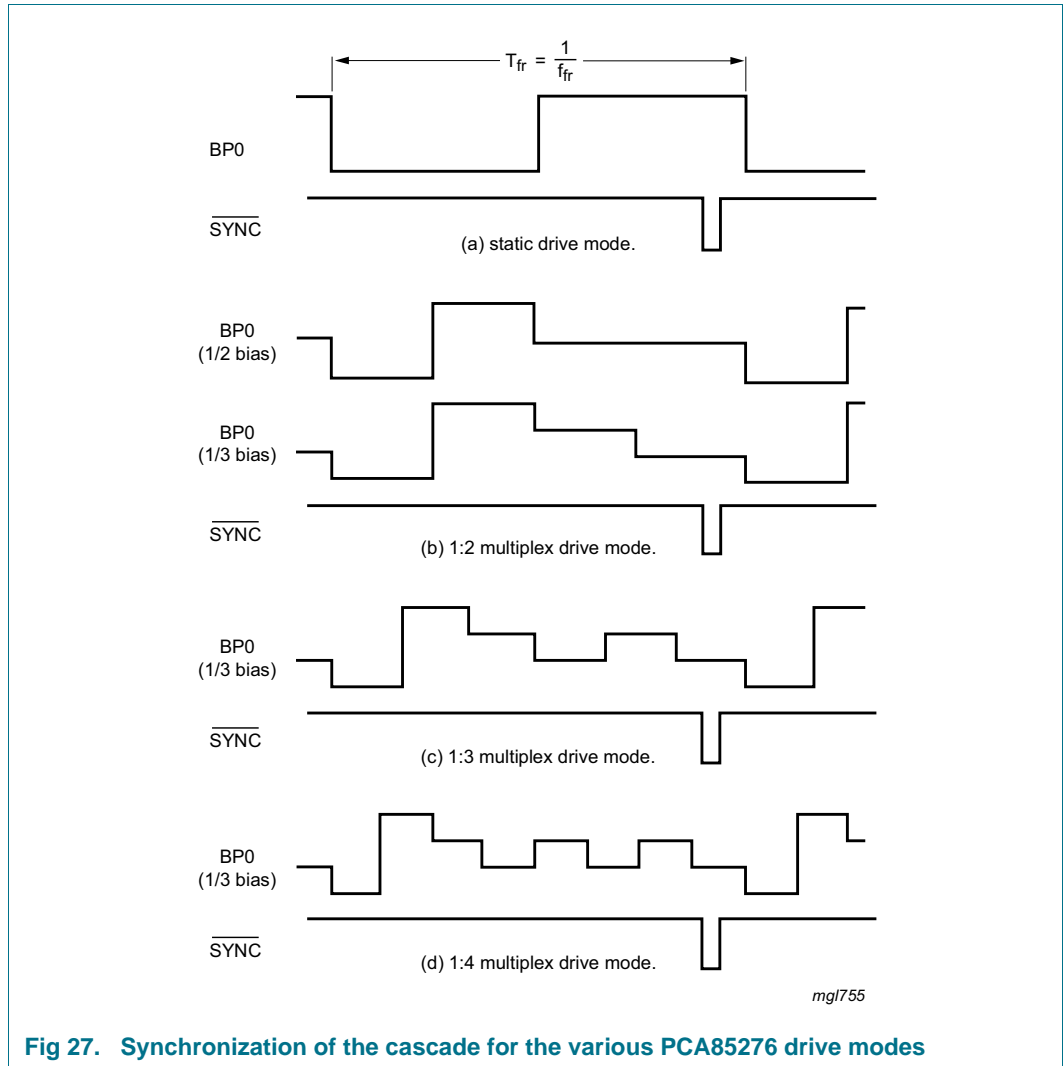 T_fr = 1/f_fr
BP0
SYNC
(a) static drive mode.
BP0
(1/2 bias)
BP0
(1/3 bias)
SYNC
(b) 1:2 multiplex drive mode.
BP0
(1/3 bias)
SYNC
(c) 1:3 multiplex drive mode.
BP0
(1/3 bias)
SYNC
(d) 1:4 multiplex drive mode.
mgl755
Fig 27. Synchronization of the cascade for the various PCA85276 drive modes